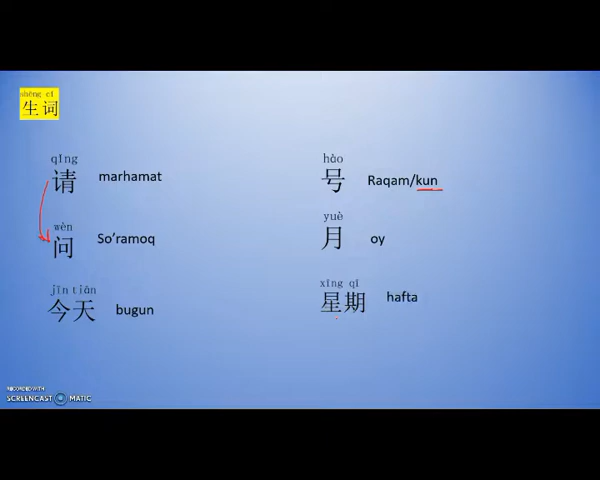 shēng cí
生词
qǐng
请 marhamat
wèn
问 So'ramoq
jīn tiān
今天 bugun
hào
号 Raqam/kun
yuè
月 oy
xīng qī
星期 hafta
RECORDED WITH
SCREENCAST MATIC